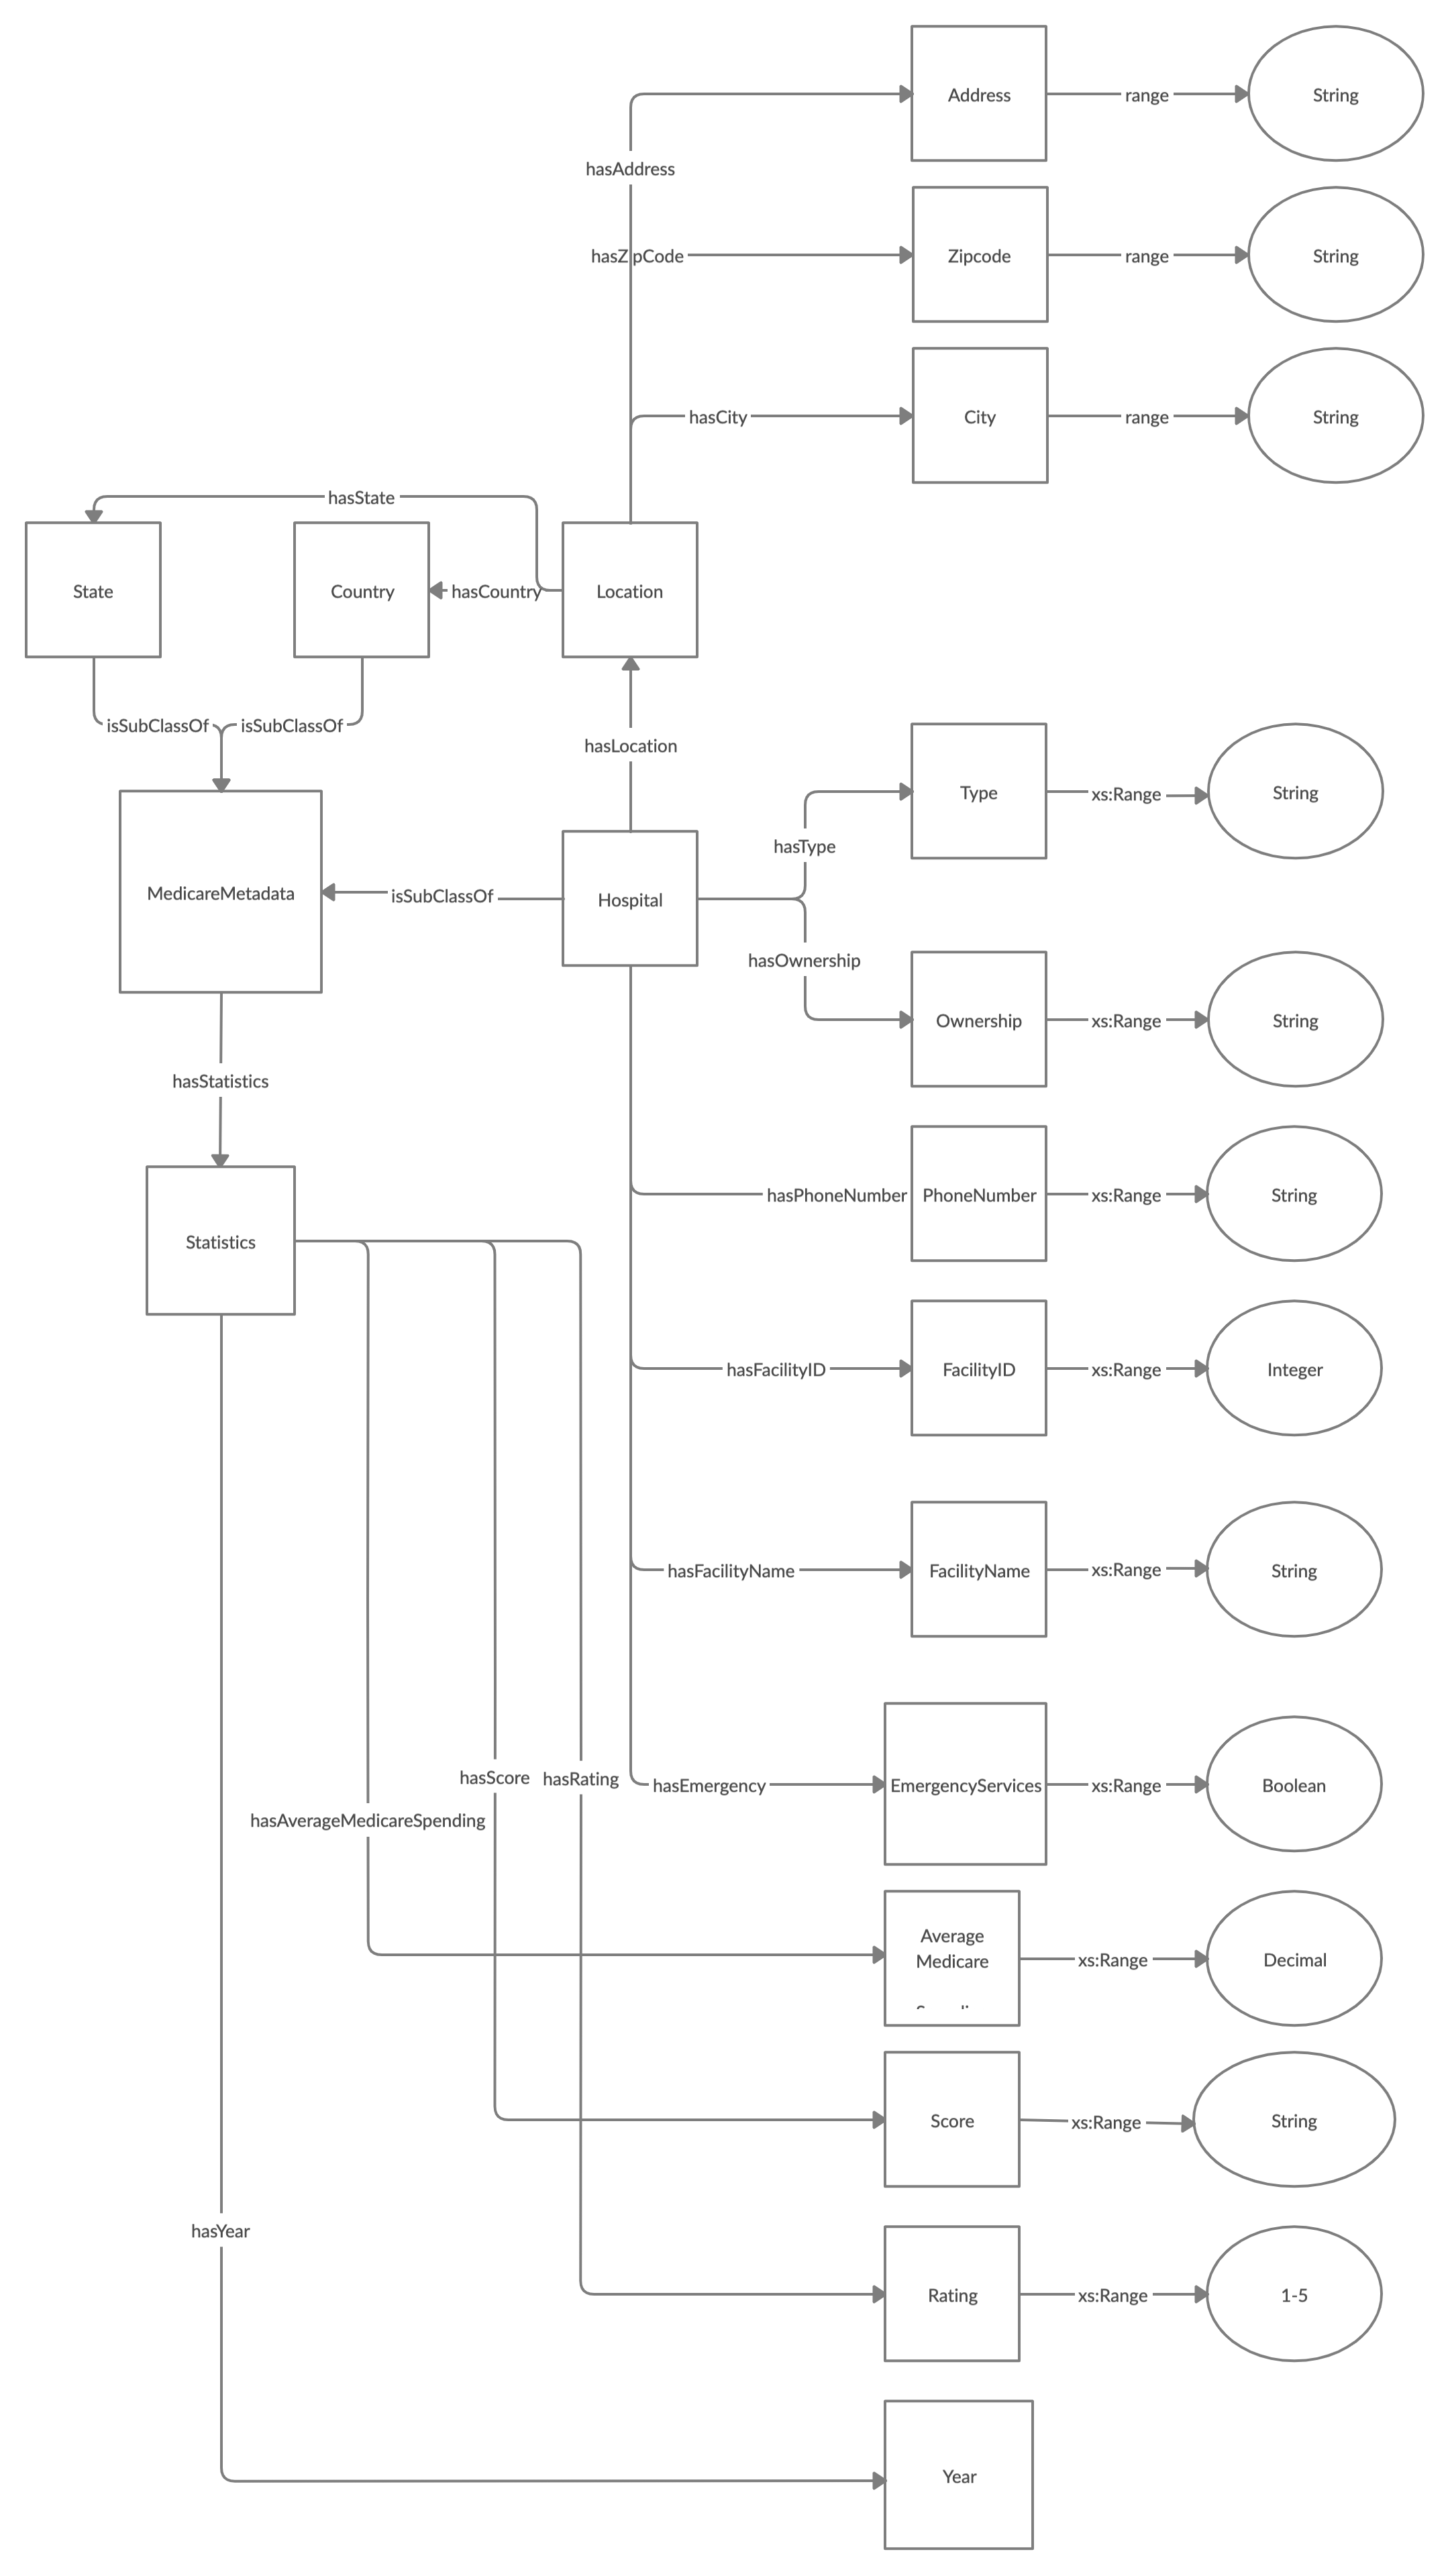 Address
range
String
hasAddress
hasZipCode
Zipcode
range
String
hasCity
City
range
String
hasState
State
Country
hasCountry
Location
isSubClassOf
isSubClassOf
hasLocation
Type
xs:Range
String
hasType
MedicareMetadata
isSubClassOf
Hospital
hasOwnership
Ownership
xs:Range
String
hasStatistics
hasPhoneNumber
PhoneNumber
xs:Range
String
Statistics
hasFacilityID
FacilityID
xs:Range
Integer
hasFacilityName
FacilityName
xs:Range
String
hasScore
hasRating
hasEmergency
EmergencyServices
xs:Range
Boolean
hasAverageMedicareSpending
Average
Medicare
xs:Range
Decimal
Score
xs:Range
String
hasYear
Rating
xs:Range
1-5
Year